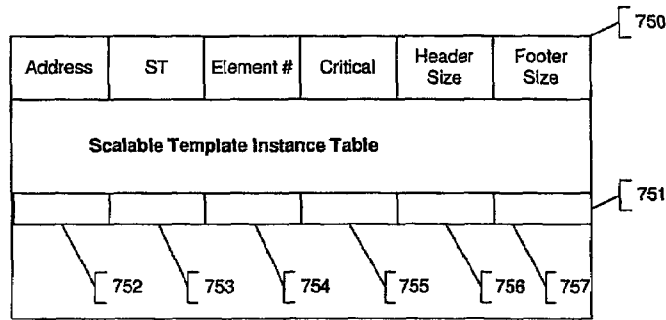 750
Address ST Element # Critical Header Size Footer Size
Scalable Template Instance Table
751
752 753 754 755 756 757